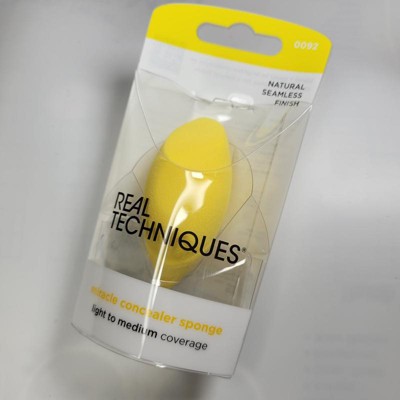 0092
NATURAL
SEAMLESS
FINISH
REAL
TECHNIQUES®
miracle concealer sponge
light to medium coverage